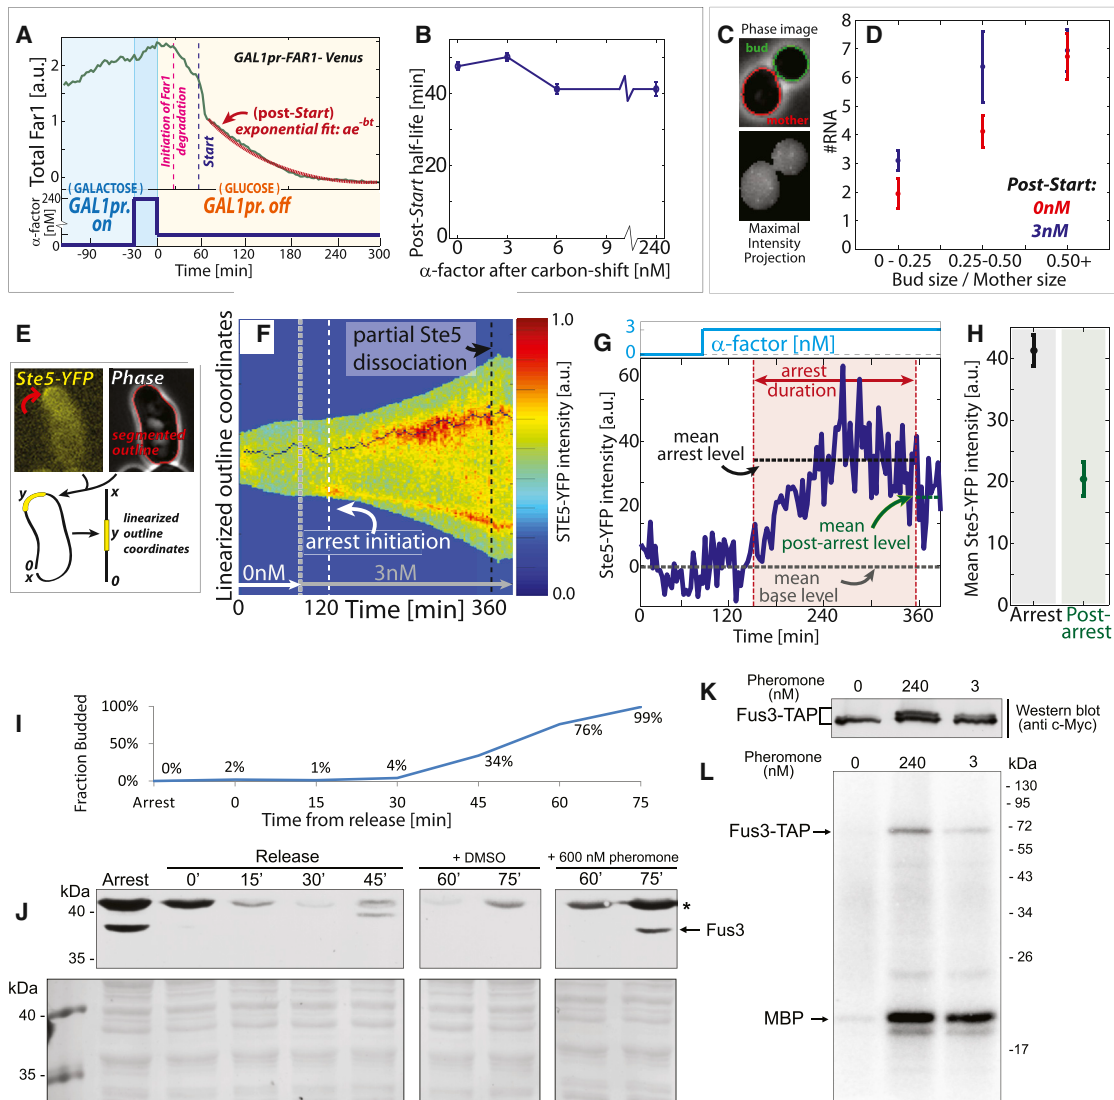 A
GAL1pr-FAR1- Venus
Total Far1 [a.u.]
2
1
0
Initiation of Far1
degradation
Start
(post-Start)
exponential fit: ae-bt
(GALACTOSE)
GAL1pr.
on
(GLUCOSE)
GAL1pr. off
α-factor
[nM]
240
0
-90 -30 0 60 120 180 240 300
Time [min]
B
Post-Start half-life [min]
60
40
20
0
0 3 6 9 240
α-factor after carbon-shift [nM]
C
Phase image
bud
mother
Maximal
Intensity
Projection
D
#RNA
8
7
6
5
4
3
2
1
0
Post-Start:
0nM
3nM
0 - 0.25 0.25-0.50 0.50+
Bud size / Mother size
E
Ste5-YFP
Phase
segmented
outline
y
0
x
x
y
0
linearized
outline
coordinates
F
Linearized outline coordinates
partial Ste5
dissociation
arrest initiation
0nM
3nM
0 120 360
Time [min]
1.0
0.0
STE5-YFP intensity [a.u.]
G
3
0
α-factor [nM]
Ste5-YFP intensity [a.u.]
60
40
20
0
arrest
duration
mean
arrest level
mean
post-arrest level
mean
base level
0 120 240 360
Time [min]
H
Mean Ste5-YFP intensity [a.u.]
40
30
20
10
0
Arrest
Post-
arrest
I
Fraction Budded
100%
50%
0%
0% 2% 1% 4% 34% 76% 99%
Arrest 0 15 30 45 60 75
Time from release [min]
J
Release
+ DMSO
+ 600 nM pheromone
Arrest 0' 15' 30' 45' 60' 75' 60' 75'
kDa
40 -
35 -
*
Fus3
kDa
40 -
35 -
K
Pheromone
(nM)
0 240 3
Fus3-TAP
Western blot
(anti c-Myc)
L
Pheromone
(nM)
0 240 3
kDa
- 130
- 95
- 72
- 55
- 43
- 34
- 26
-17
Fus3-TAP
MBP